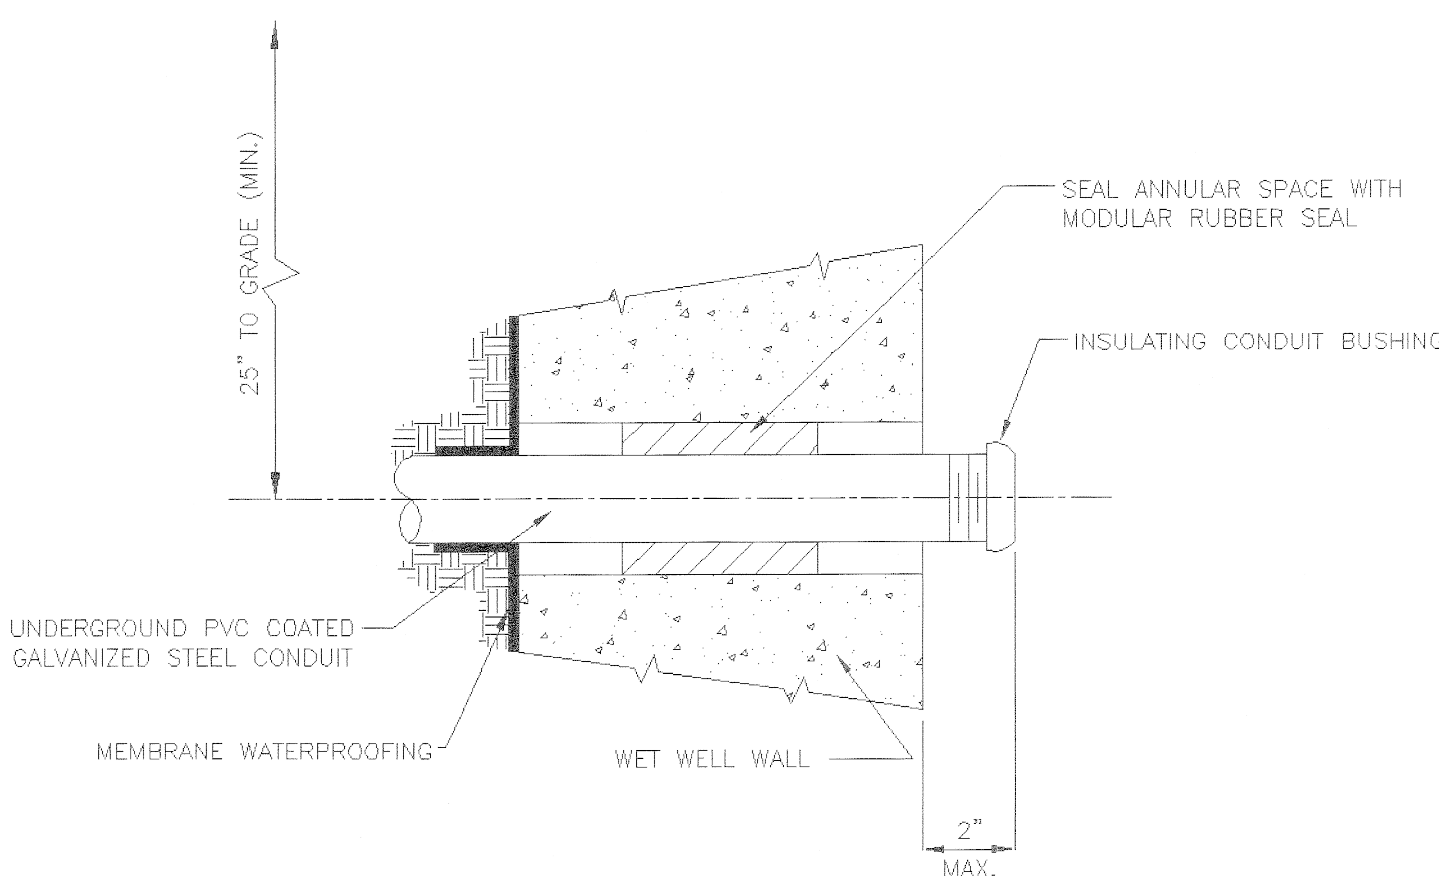 25" TO GRADE (MIN.)
SEAL ANNULAR SPACE WITH
MODULAR RUBBER SEAL
INSULATING CONDUIT BUSHING
UNDERGROUND PVC COATED
GALVANIZED STEEL CONDUIT
MEMBRANE WATERPROOFING
WET WELL WALL
2"
MAX.